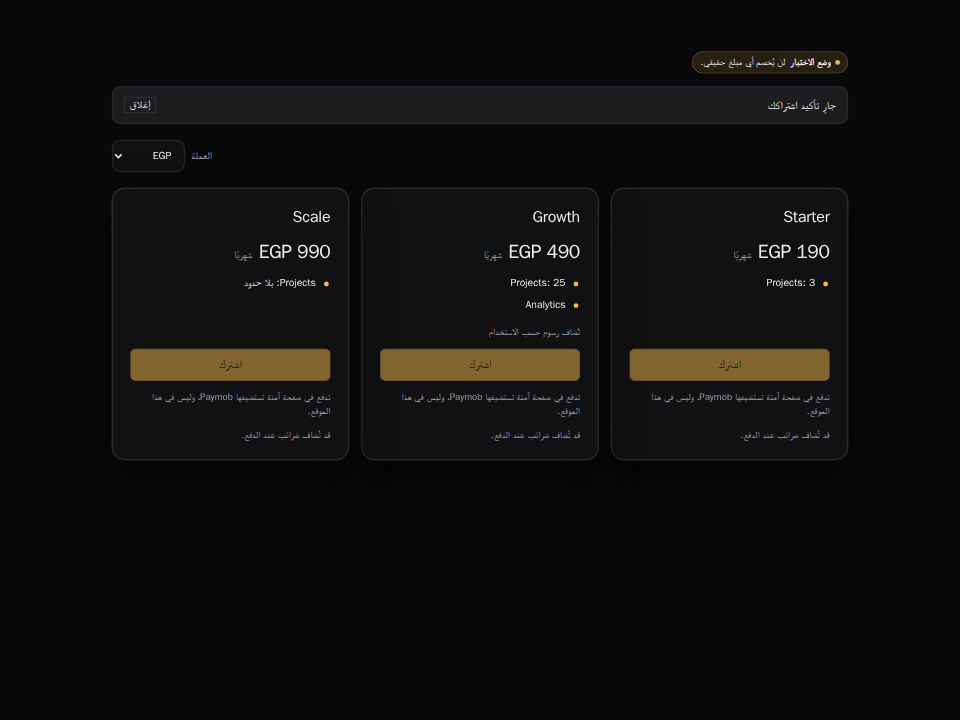 وضع الاختبار لن يُخصم أي مبلغ حقيقي.
جارٍ تأكيد اشتراكك
إغلاق
العملة
EGP
Starter
EGP 190 شهريًا
Projects: 3
اشترك
تدفع في صفحة آمنة تستضيفها Paymob، وليس في هذا
الموقع.
قد تُضاف ضرائب عند الدفع.
Growth
EGP 490 شهريًا
Projects: 25
Analytics
تُضاف رسوم حسب الاستخدام
اشترك
تدفع في صفحة آمنة تستضيفها Paymob، وليس في هذا
الموقع.
قد تُضاف ضرائب عند الدفع.
Scale
EGP 990 شهريًا
Projects: بلا حدود
اشترك
تدفع في صفحة آمنة تستضيفها Paymob، وليس في هذا
الموقع.
قد تُضاف ضرائب عند الدفع.